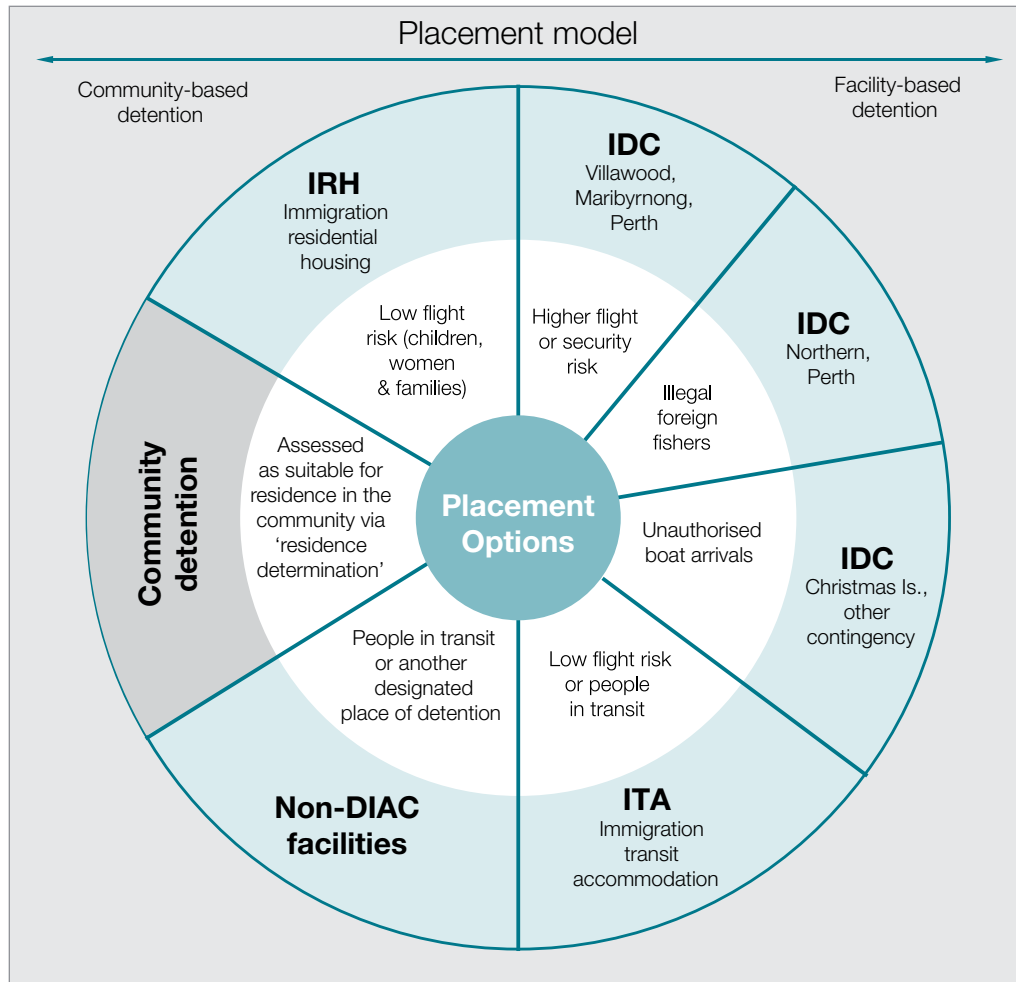 Placement model
Community-based
detention
Facility-based
detention
IRH
Immigration
residential
housing
Low flight
risk (children,
women
& families)
IDC
Villawood,
Maribyrnong,
Perth
Higher flight
or security
risk
IDC
Northern,
Perth
Illegal
foreign
fishers
IDC
Christmas Is.,
other
contingency
Unauthorised
boat arrivals
ITA
Immigration
transit
accommodation
Low flight risk
or people
in transit
Non-DIAC
facilities
People in transit
or another
designated
place of detention
Community
detention
Assessed
as suitable for
residence in the
community via
‘residence
determination’
Placement
Options